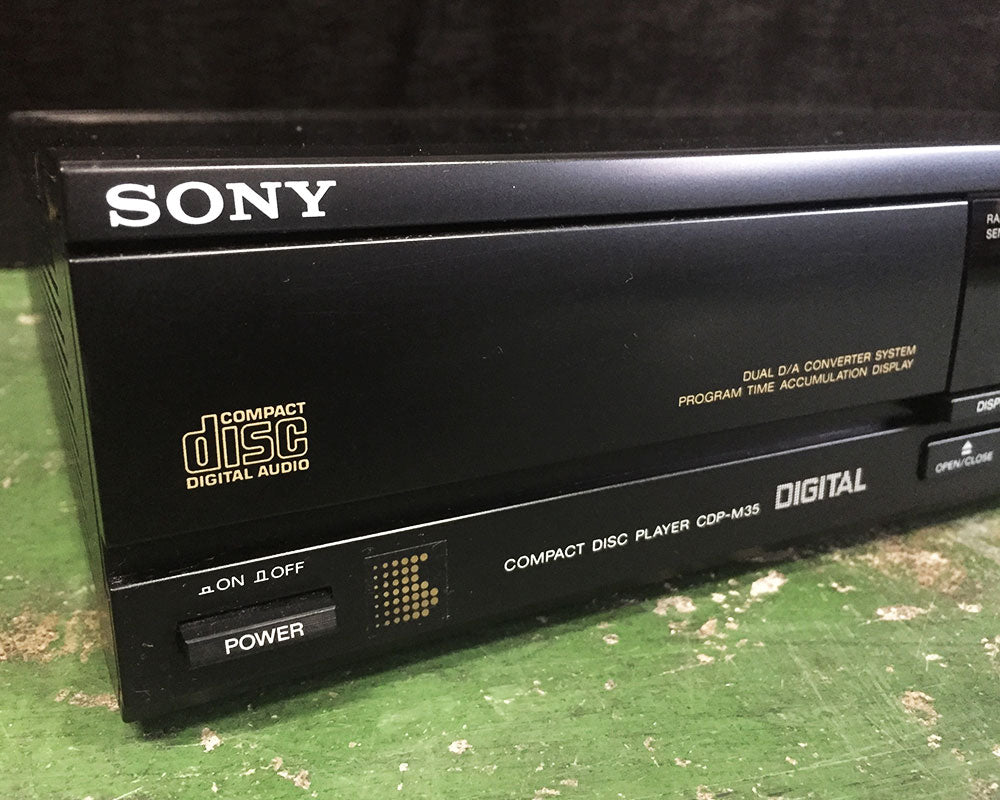 SONY
DUAL D/A CONVERTER SYSTEM
PROGRAM TIME ACCUMULATION DISPLAY
COMPACT
disc
DIGITAL AUDIO
OPEN/CLOSE
COMPACT DISC PLAYER CDP-M35 DIGITAL
ON OFF
POWER